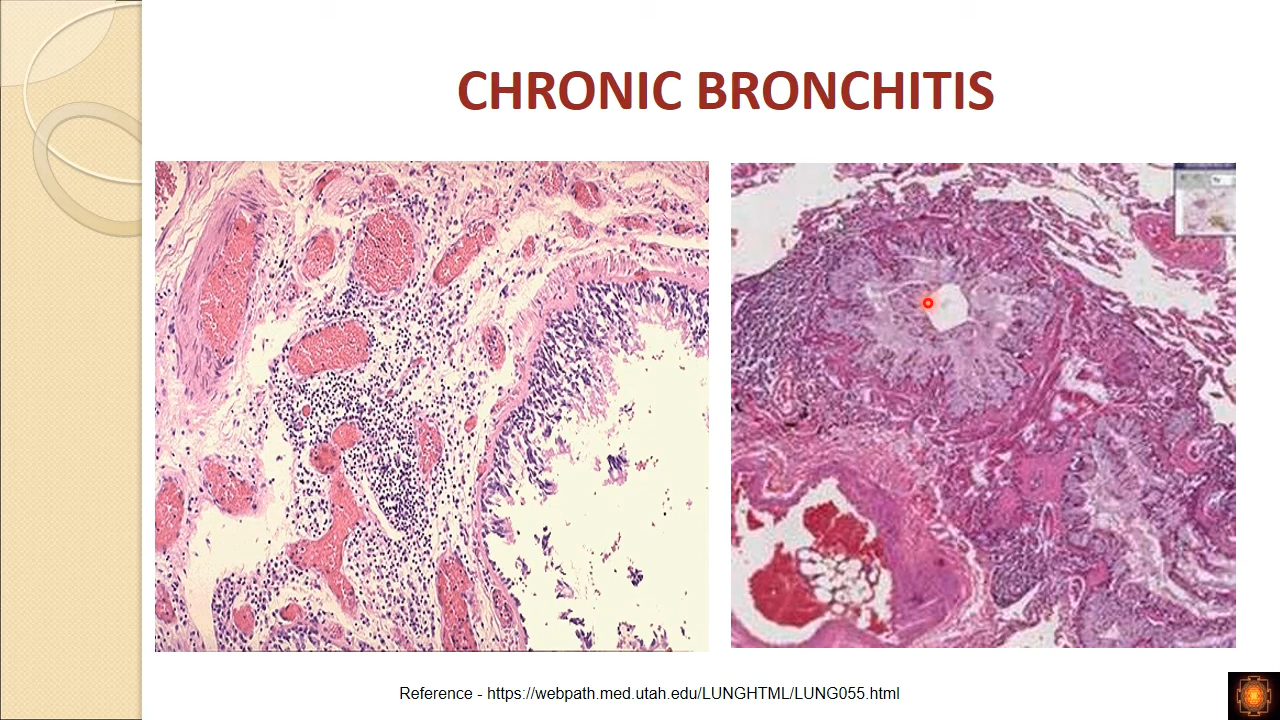 CHRONIC BRONCHITIS
Reference - https://webpath.med.utah.edu/LUNGHTML/LUNG055.html